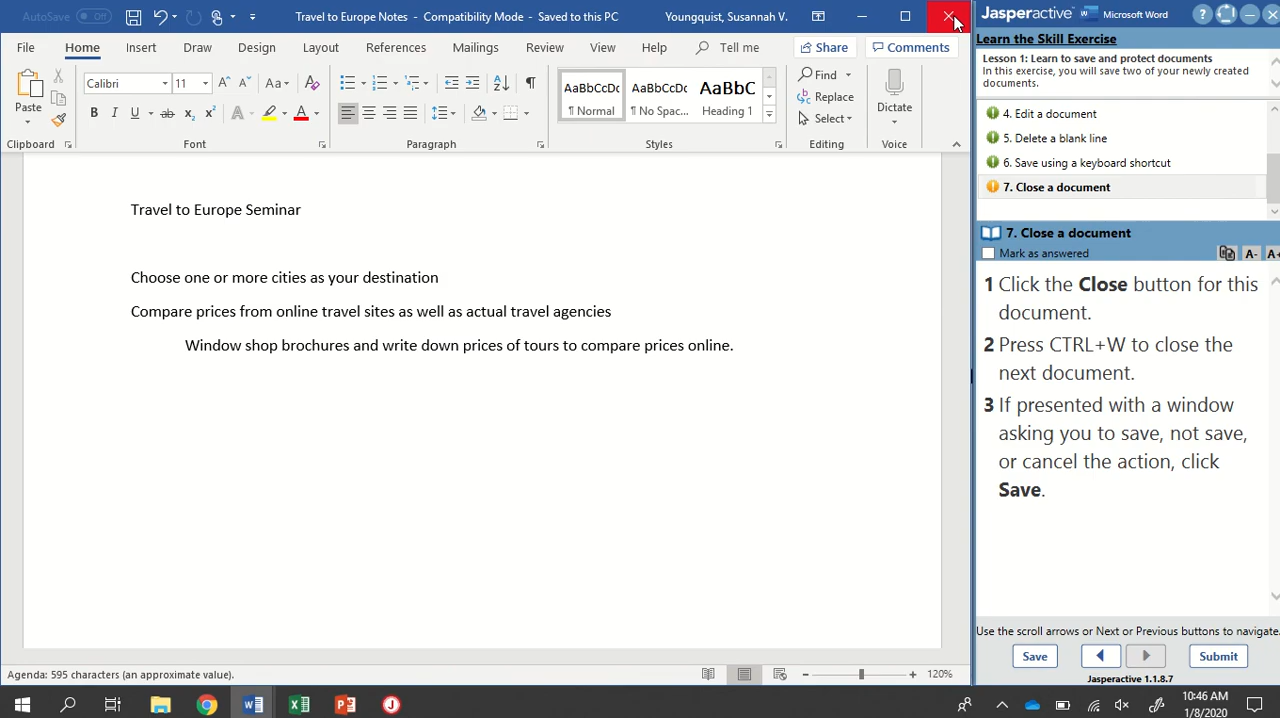 AutoSave Off Travel to Europe Notes - Compatibility Mode - Saved to this PC Youngquist, Susannah V.
File Home Insert Draw Design Layout References Mailings Review View Help Tell me Share Comments
Paste
Clipboard
Calibri 11
Font
Paragraph
AaBbCcDc AaBbCcDc AaBbC
¶ Normal ¶ No Spac... Heading 1
Styles
Find
Replace
Select
Editing
Dictate
Voice
Travel to Europe Seminar
Choose one or more cities as your destination
Compare prices from online travel sites as well as actual travel agencies
Window shop brochures and write down prices of tours to compare prices online.
Agenda: 595 characters (an approximate value).
120%
Jasperactive Microsoft Word
Learn the Skill Exercise
Lesson 1: Learn to save and protect documents
In this exercise, you will save two of your newly created
documents.
4. Edit a document
5. Delete a blank line
6. Save using a keyboard shortcut
7. Close a document
7. Close a document
Mark as answered A- A+
1 Click the Close button for this
document.
2 Press CTRL+W to close the
next document.
3 If presented with a window
asking you to save, not save,
or cancel the action, click
Save.
Use the scroll arrows or Next or Previous buttons to navigate.
Save Submit
Jasperactive 1.1.8.7
10:46 AM
1/8/2020